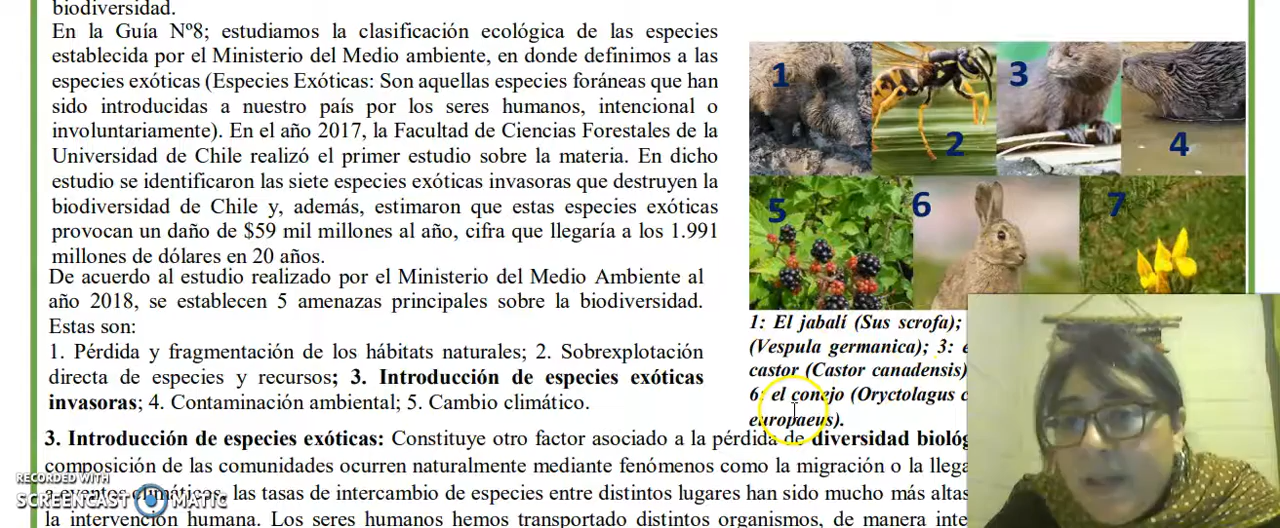 biodiversidad.
En la Guía Nº8; estudiamos la clasificación ecológica de las especies
establecida por el Ministerio del Medio ambiente, en donde definimos a las
especies exóticas (Especies Exóticas: Son aquellas especies foráneas que han
sido introducidas a nuestro país por los seres humanos, intencional o
involuntariamente). En el año 2017, la Facultad de Ciencias Forestales de la
Universidad de Chile realizó el primer estudio sobre la materia. En dicho
estudio se identificaron las siete especies exóticas invasoras que destruyen la
biodiversidad de Chile y, además, estimaron que estas especies exóticas
provocan un daño de $59 mil millones al año, cifra que llegaría a los 1.991
millones de dólares en 20 años.
De acuerdo al estudio realizado por el Ministerio del Medio Ambiente al
año 2018, se establecen 5 amenazas principales sobre la biodiversidad.
Estas son:
1. Pérdida y fragmentación de los hábitats naturales; 2. Sobrexplotación
directa de especies y recursos; 3. Introducción de especies exóticas
invasoras; 4. Contaminación ambiental; 5. Cambio climático.
1 2 3 4
5 6 7
1: El jabalí (Sus scrofa);
(Vespula germanica); 3:
castor (Castor canadensis)
6: el conejo (Oryctolagus
europaeus).
3. Introducción de especies exóticas: Constituye otro factor asociado a la pérdida de diversidad bioló
composición de las comunidades ocurren naturalmente mediante fenómenos como la migración o la llega
a eventos climáticos, las tasas de intercambio de especies entre distintos lugares han sido mucho más altas
la intervención humana. Los seres humanos hemos transportado distintos organismos, de manera inte
RECORDED WITH
SCREENCAST MATIC